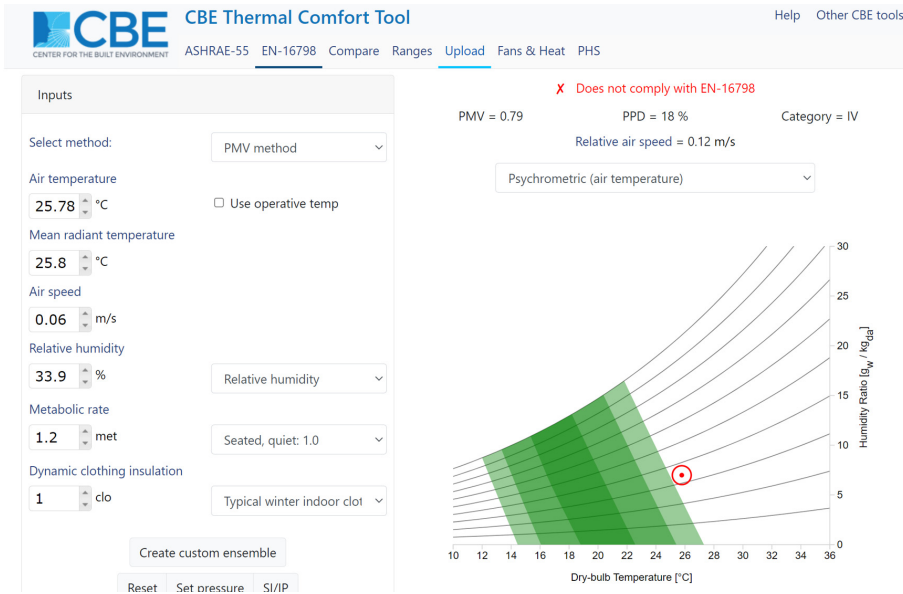 CBE
CENTER FOR THE BUILT ENVIRONMENT
CBE Thermal Comfort Tool
Help Other CBE tools
ASHRAE-55 EN-16798 Compare Ranges Upload Fans & Heat PHS
Inputs
Select method:
PMV method
Air temperature
25.78 °C
Use operative temp
Mean radiant temperature
25.8 °C
Air speed
0.06 m/s
Relative humidity
33.9 %
Relative humidity
Metabolic rate
1.2 met
Seated, quiet: 1.0
Dynamic clothing insulation
1 clo
Typical winter indoor clot
Create custom ensemble
Reset Set pressure SI/IP
✗ Does not comply with EN-16798
PMV = 0.79 PPD = 18 % Category = IV
Relative air speed = 0.12 m/s
Psychrometric (air temperature)
30
25
20
15
10
5
0
Humidity Ratio [gw / kgda]
10 12 14 16 18 20 22 24 26 28 30 32 34 36
Dry-bulb Temperature [°C]